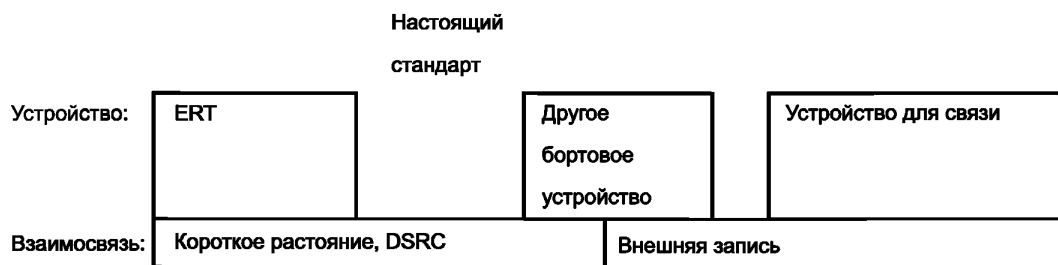 Настоящий
стандарт
Устройство:
ERT
Другое
бортовое
устройство
Устройство для связи
Взаимосвязь:
Короткое растояние, DSRC
Внешняя запись